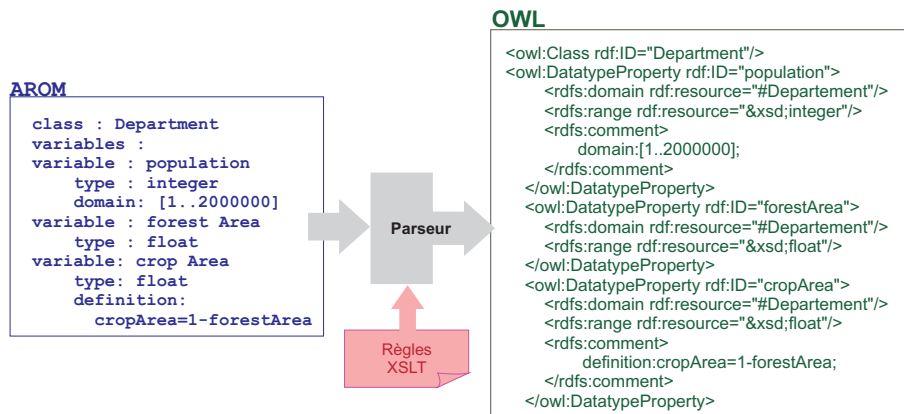 AROM
class : Department
variables :
variable : population
type : integer
domain: [1..2000000]
variable : forest Area
type : float
variable: crop Area
type: float
definition:
cropArea=1-forestArea
Parseur
Règles
XSLT
OWL
<owl:Class rdf:ID="Department"/>
<owl:DatatypeProperty rdf:ID="population">
<rdfs:domain rdf:resource="#Departement"/>
<rdfs:range rdf:resource="&xsd;integer"/>
<rdfs:comment>
domain:[1..2000000];
</rdfs:comment>
</owl:DatatypeProperty>
<owl:DatatypeProperty rdf:ID="forestArea">
<rdfs:domain rdf:resource="#Departement"/>
<rdfs:range rdf:resource="&xsd;float"/>
</owl:DatatypeProperty>
<owl:DatatypeProperty rdf:ID="cropArea">
<rdfs:domain rdf:resource="#Departement"/>
<rdfs:range rdf:resource="&xsd;float"/>
<rdfs:comment>
definition:cropArea=1-forestArea;
</rdfs:comment>
</owl:DatatypeProperty>